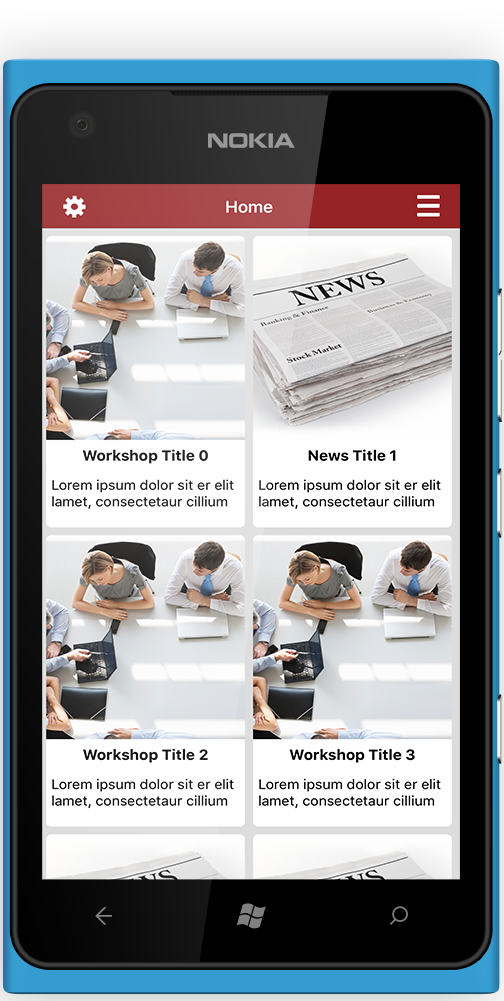 NOKIA
Home
NEWS
Banking & Finance
Business & Economy
Stock Market
Workshop Title 0
Lorem ipsum dolor sit er elit
lamet, consectetaur cillium
News Title 1
Lorem ipsum dolor sit er elit
lamet, consectetaur cillium
Workshop Title 2
Lorem ipsum dolor sit er elit
lamet, consectetaur cillium
Workshop Title 3
Lorem ipsum dolor sit er elit
lamet, consectetaur cillium